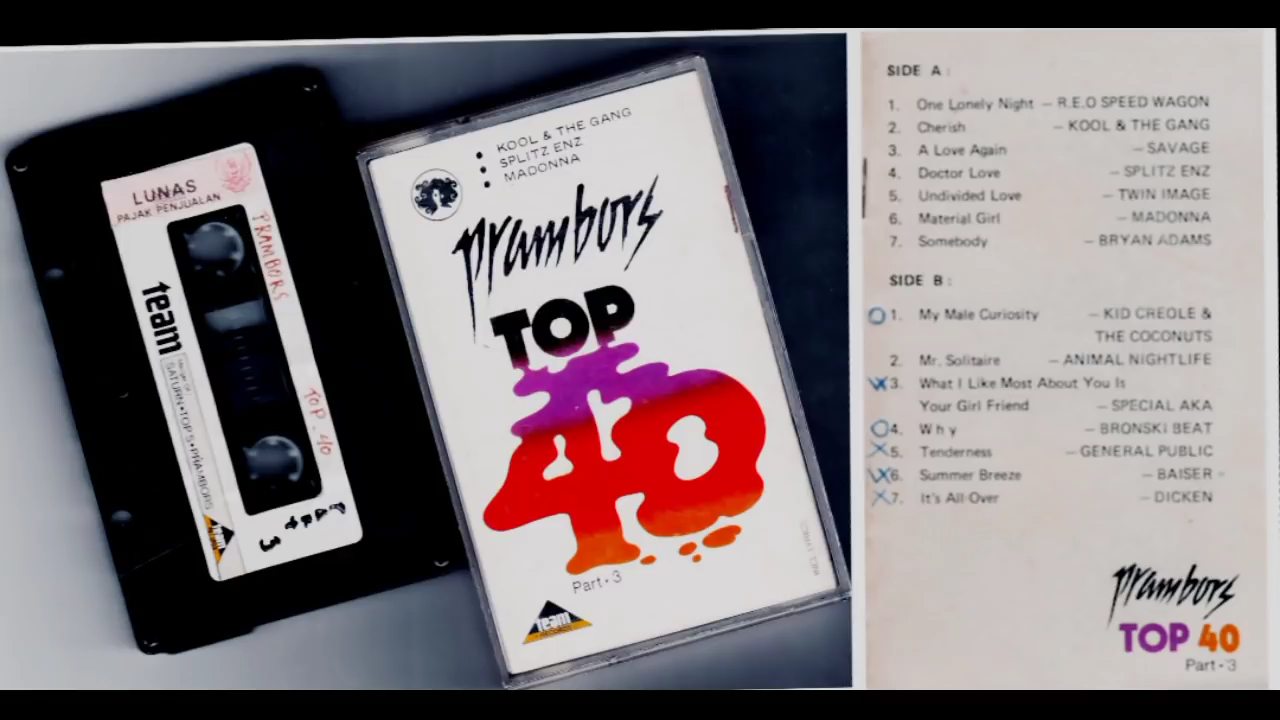 LUNAS
PAJAK PENJUALAN
PRAMBORS
TOP-40
team
SATURN•TOPS•PRAMBORS
PART 3
KOOL & THE GANG
SPLITZ ENZ
MADONNA
prambors
TOP
40
Part-3
team
SIDE A :
1. One Lonely Night – R.E.O SPEED WAGON
2. Cherish – KOOL & THE GANG
3. A Love Again – SAVAGE
4. Doctor Love – SPLITZ ENZ
5. Undivided Love – TWIN IMAGE
6. Material Girl – MADONNA
7. Somebody – BRYAN ADAMS
SIDE B :
1. My Male Curiosity – KID CREOLE &
THE COCONUTS
2. Mr. Solitaire – ANIMAL NIGHTLIFE
3. What I Like Most About You Is
Your Girl Friend – SPECIAL AKA
4. W h y – BRONSKI BEAT
5. Tenderness – GENERAL PUBLIC
6. Summer Breeze – BAISER
7. It's All Over – DICKEN
prambors
TOP 40
Part-3